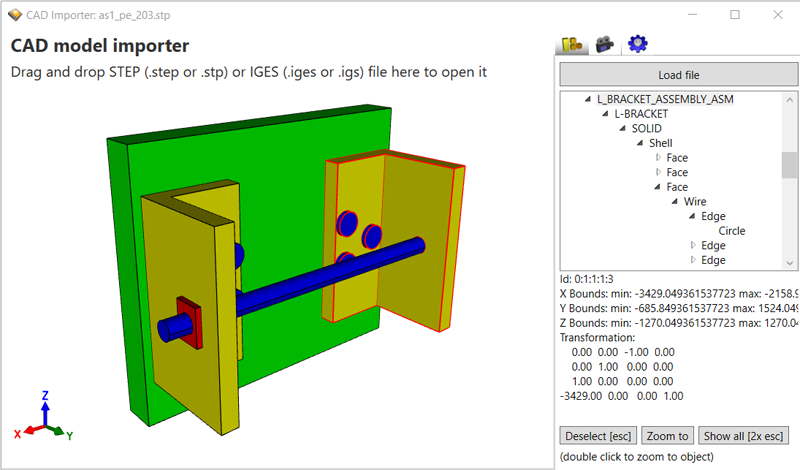 CAD Importer: as1_pe_203.stp
CAD model importer
Drag and drop STEP (.step or .stp) or IGES (.iges or .igs) file here to open it
Load file
L_BRACKET_ASSEMBLY_ASM
L-BRACKET
SOLID
Shell
Face
Face
Face
Wire
Edge
Circle
Edge
Edge
Id: 0:1:1:1:3
X Bounds: min: -3429.049361537723 max: -2158.9
Y Bounds: min: -685.849361537723 max: 1524.049
Z Bounds: min: -1270.049361537723 max: 1270.04
Transformation:
0.00 0.00 -1.00 0.00
0.00 1.00 0.00 0.00
1.00 0.00 0.00 0.00
-3429.00 0.00 0.00 1.00
Z
X
Y
Deselect [esc] Zoom to Show all [2x esc]
(double click to zoom to object)